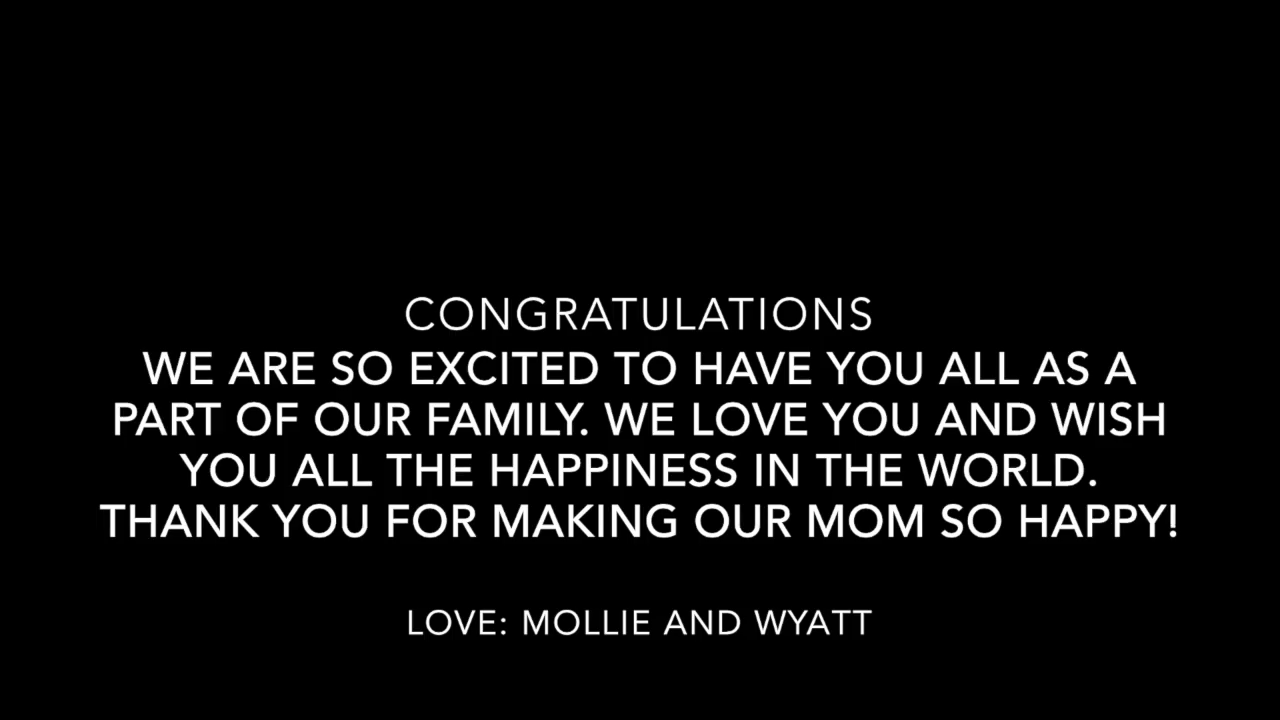 CONGRATULATIONS
WE ARE SO EXCITED TO HAVE YOU ALL AS A
PART OF OUR FAMILY. WE LOVE YOU AND WISH
YOU ALL THE HAPPINESS IN THE WORLD.
THANK YOU FOR MAKING OUR MOM SO HAPPY!
LOVE: MOLLIE AND WYATT